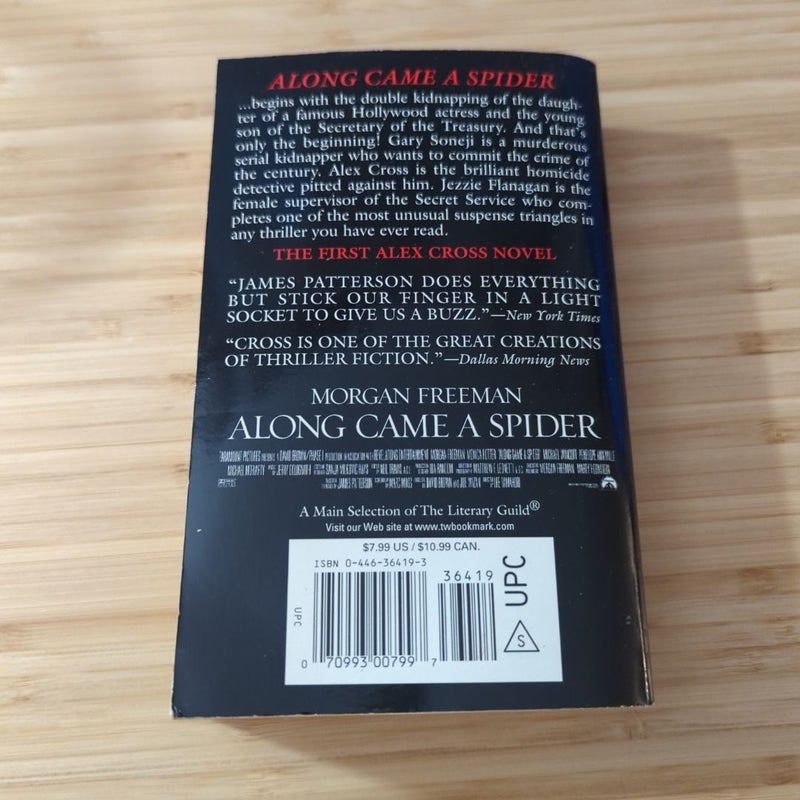 ALONG CAME A SPIDER
...begins with the double kidnapping of the daugh-
ter of a famous Hollywood actress and the young
son of the Secretary of the Treasury. And that's
only the beginning! Gary Soneji is a murderous
serial kidnapper who wants to commit the crime of
the century. Alex Cross is the brilliant homicide
detective pitted against him. Jezzie Flanagan is the
female supervisor of the Secret Service who com-
pletes one of the most unusual suspense triangles in
any thriller you have ever read.
THE FIRST ALEX CROSS NOVEL
“JAMES PATTERSON DOES EVERYTHING
BUT STICK OUR FINGER IN A LIGHT
SOCKET TO GIVE US A BUZZ.”—New York Times
“CROSS IS ONE OF THE GREAT CREATIONS
OF THRILLER FICTION.”—Dallas Morning News
MORGAN FREEMAN
ALONG CAME A SPIDER
PARAMOUNT PICTURES
JERRY GOLDSMITH
JAMES PATTERSON
A Main Selection of The Literary Guild®
Visit our Web site at www.twbookmark.com
$7.99 US / $10.99 CAN.
ISBN 0-446-36419-3
36419
UPC
UPC
S
0 70993 00799 7